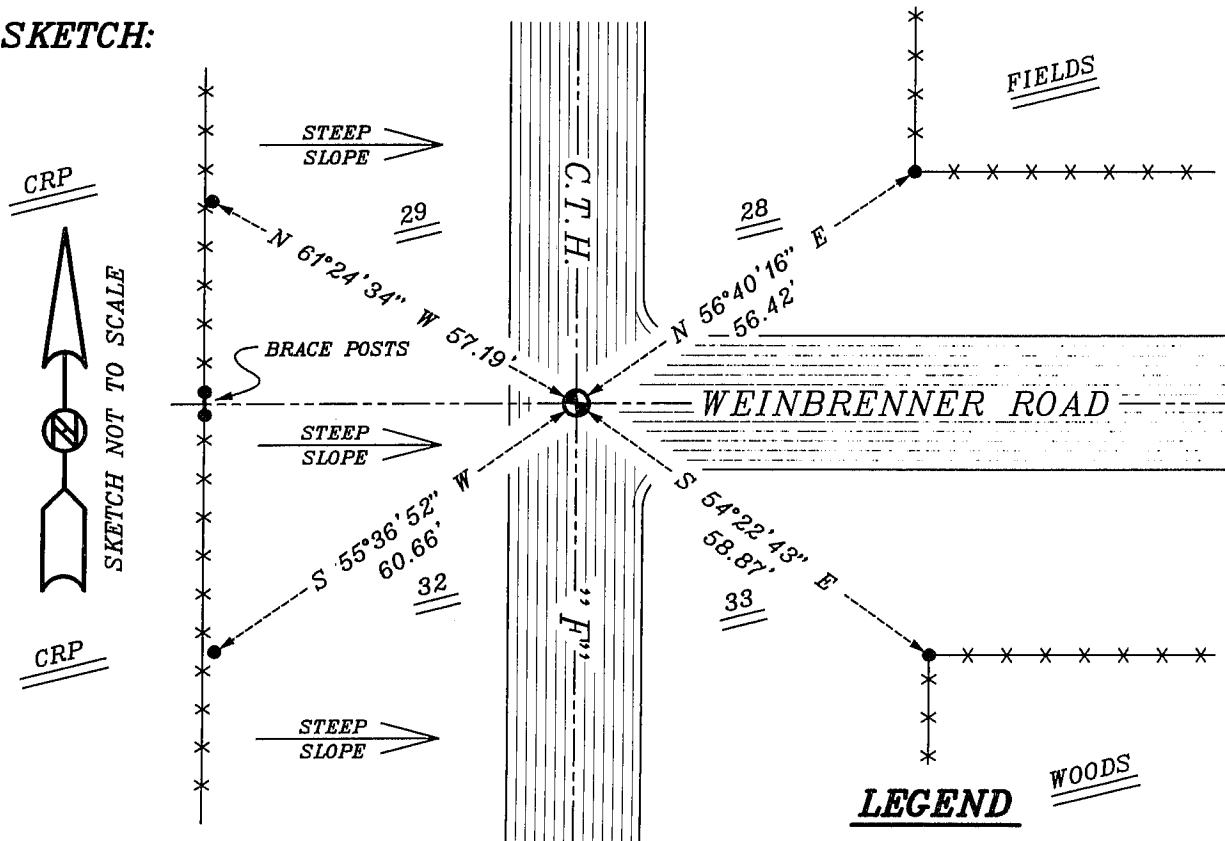 SKETCH:
FIELDS
STEEP
SLOPE
CRP
29
C.T.H.
28
N 61°24'34" W 57.19'
N 56°40'16" E
56.42'
SKETCH NOT TO SCALE
N
BRACE POSTS
WEINBRENNER ROAD
STEEP
SLOPE
S 55°36'52" W
60.66'
S 54°22'43" E
58.87'
32
"F"
33
CRP
STEEP
SLOPE
WOODS
LEGEND